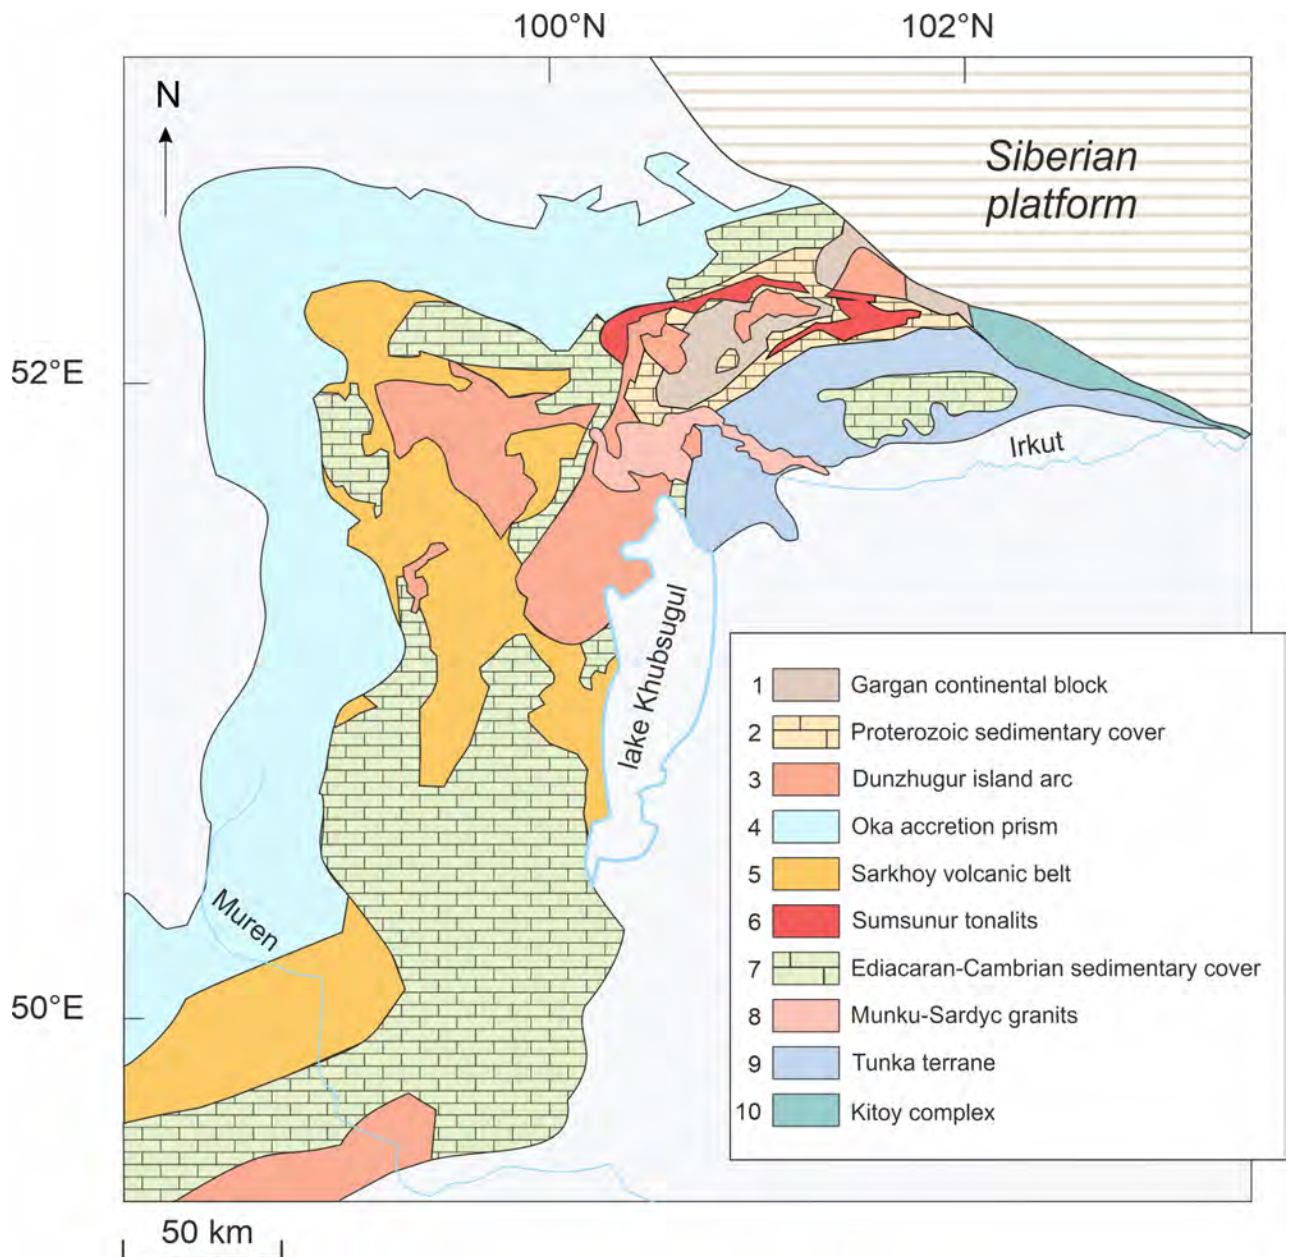 100°N
102°N
N
Siberian
platform
52°E
Irkut
lake Khubsugul
1 Gargan continental block
2 Proterozoic sedimentary cover
3 Dunzhugur island arc
4 Oka accretion prism
5 Sarkhoy volcanic belt
6 Sumsunur tonalits
7 Ediacaran-Cambrian sedimentary cover
8 Munku-Sardyc granits
9 Tunka terrane
10 Kitoy complex
Muren
50°E
50 km